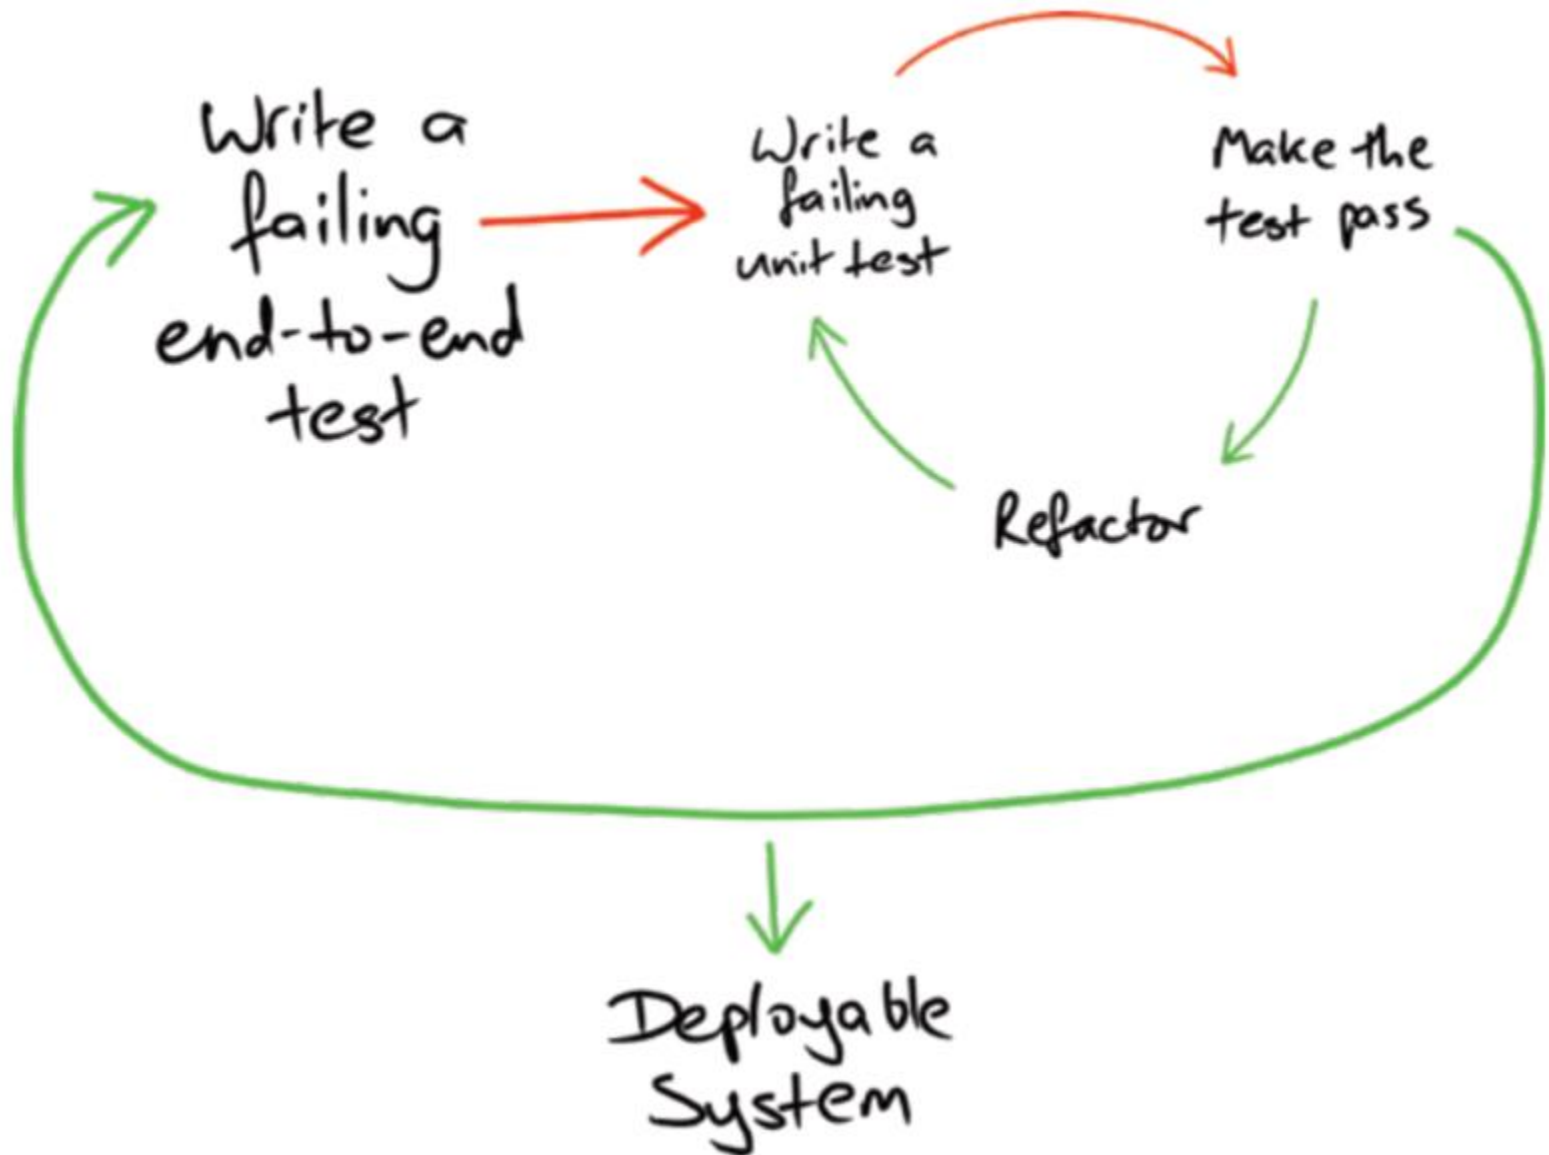 Write a
failing
end-to-end
test
Write a
failing
unit test
Make the
test pass
Refactor
Deployable
System